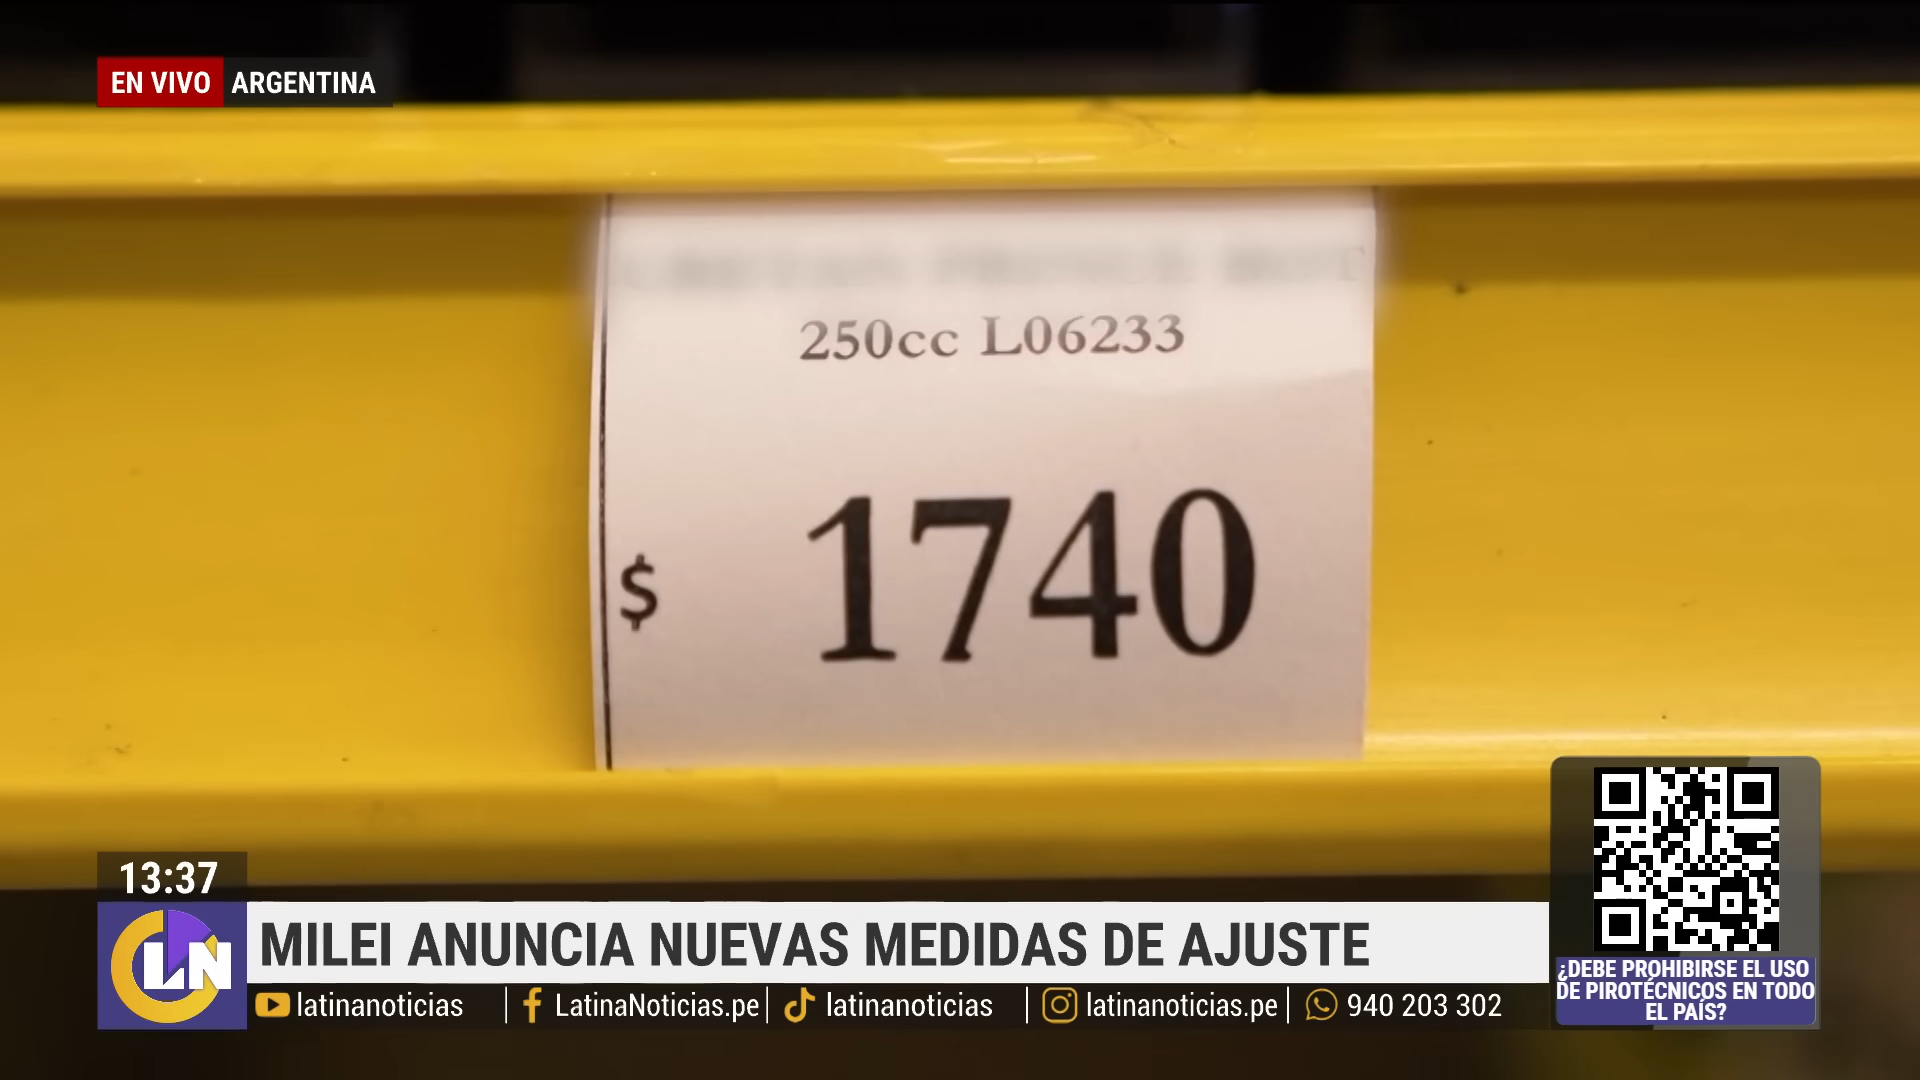 EN VIVO ARGENTINA
250cc L06233
$ 1740
13:37
LN
MILEI ANUNCIA NUEVAS MEDIDAS DE AJUSTE
latinanoticias | LatinaNoticias.pe | latinanoticias | latinanoticias.pe | 940 203 302
¿DEBE PROHIBIRSE EL USO
DE PIROTÉCNICOS EN TODO
EL PAÍS?